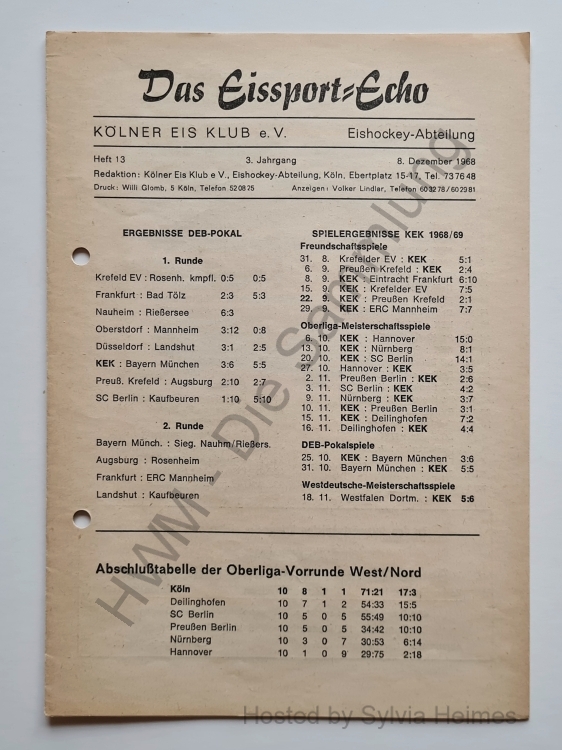 Das Eissport=Echo
KÖLNER EIS KLUB e. V. Eishockey-Abteilung
Heft 13 3. Jahrgang 8. Dezember 1968
Redaktion: Kölner Eis Klub e V., Eishockey-Abteilung, Köln, Ebertplatz 15-17, Tel. 73 76 48
Druck: Willi Glomb, 5 Köln, Telefon 52 08 25 Anzeigen: Volker Lindlar, Telefon 60 32 78 / 60 29 81
ERGEBNISSE DEB-POKAL
1. Runde
Krefeld EV : Rosenh. kmpfl. 0:5 0:5
Frankfurt : Bad Tölz 2:3 5:3
Nauheim : Rießersee 6:3
Oberstdorf : Mannheim 3:12 0:8
Düsseldorf : Landshut 3:1 2:5
KEK : Bayern München 3:6 5:5
Preuß. Krefeld : Augsburg 2:10 2:7
SC Berlin : Kaufbeuren 1:10 5:10
2. Runde
Bayern Münch. : Sieg. Nauhm/Rießers.
Augsburg : Rosenheim
Frankfurt : ERC Mannheim
Landshut : Kaufbeuren
SPIELERGEBNISSE KEK 1968/69
Freundschaftsspiele
31. 8. Krefelder EV : KEK 5:1
6. 9. Preußen Krefeld : KEK 2:4
8. 9. KEK : Eintracht Frankfurt 6:10
15. 9. KEK : Krefelder EV 7:5
22. 9. KEK : Preußen Krefeld 2:1
29. 9. KEK : ERC Mannheim 7:7
Oberliga-Meisterschaftsspiele
6. 10. KEK : Hannover 15:0
13. 10. KEK : Nürnberg 8:1
20. 10. KEK : SC Berlin 14:1
27. 10. Hannover : KEK 3:5
2. 11. Preußen Berlin : KEK 2:6
3. 11. SC Berlin : KEK 4:2
9. 11. Nürnberg : KEK 3:7
10. 11. KEK : Preußen Berlin 3:1
15. 11. KEK : Deilinghofen 7:2
16. 11. Deilinghofen : KEK 4:4
DEB-Pokalspiele
25. 10. KEK : Bayern München 3:6
31. 10. Bayern München : KEK 5:5
Westdeutsche-Meisterschaftsspiele
18. 11. Westfalen Dortm. : KEK 5:6
Abschlußtabelle der Oberliga-Vorrunde West/Nord
Köln 10 8 1 1 71:21 17:3
Deilinghofen 10 7 1 2 54:33 15:5
SC Berlin 10 5 0 5 55:49 10:10
Preußen Berlin 10 5 0 5 34:42 10:10
Nürnberg 10 3 0 7 30:53 6:14
Hannover 10 1 0 9 29:75 2:18
HWM - Die Sammlung
Hosted by Sylvia Heimes